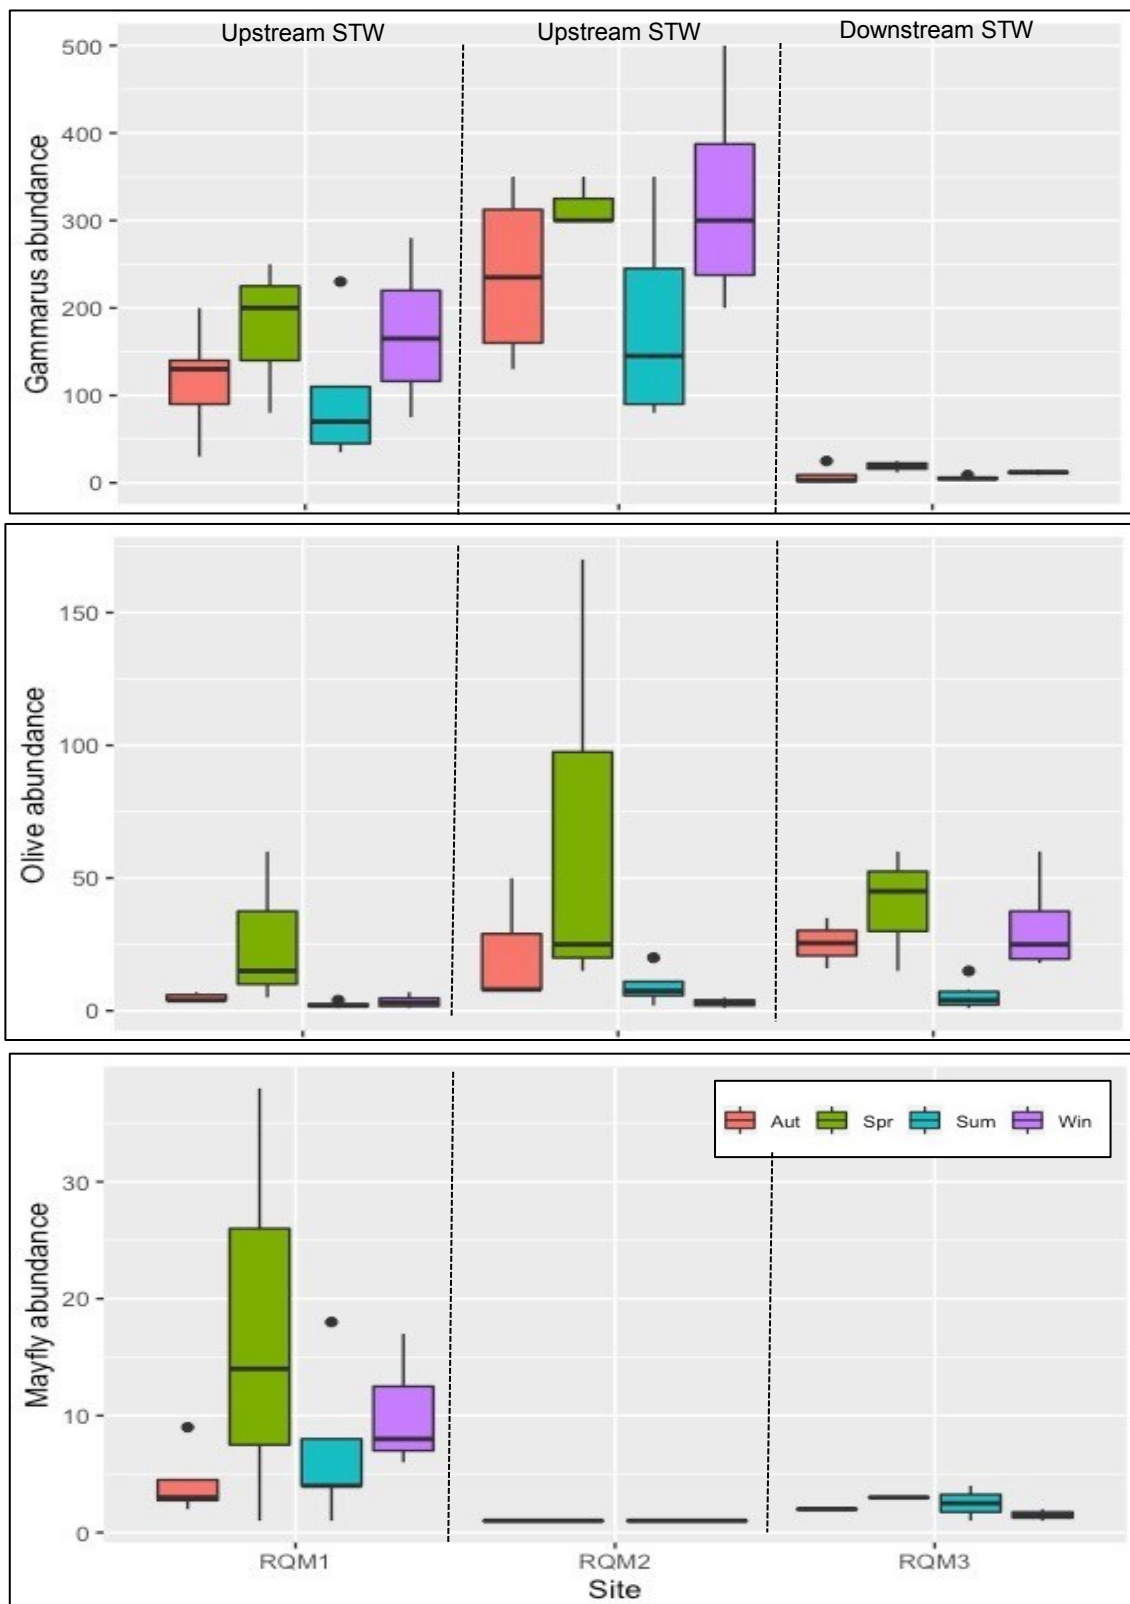 Upstream STW Upstream STW Downstream STW
Gammarus abundance
500
400
300
200
100
0
Olive abundance
150
100
50
0
Mayfly abundance
30
20
10
0
Aut Spr Sum Win
RQM1 RQM2 RQM3
Site